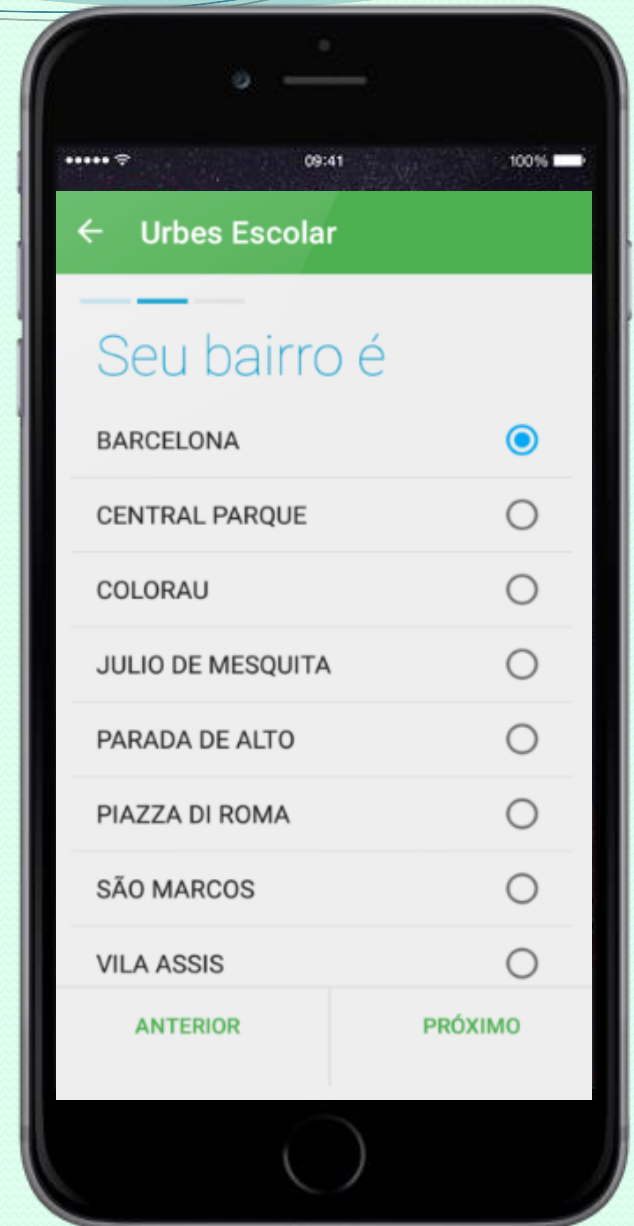 09:41
100%
Urbes Escolar
Seu bairro é
BARCELONA
CENTRAL PARQUE
COLORAU
JULIO DE MESQUITA
PARADA DE ALTO
PIAZZA DI ROMA
SÃO MARCOS
VILA ASSIS
ANTERIOR
PRÓXIMO